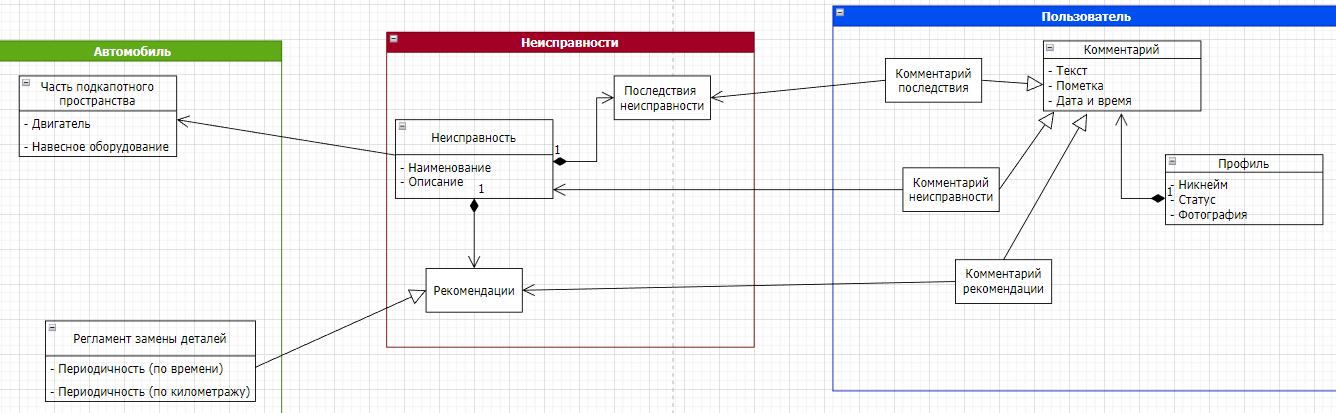 Автомобиль
Часть подкапотного
пространства
- Двигатель
- Навесное оборудование
Регламент замены деталей
- Периодичность (по времени)
- Периодичность (по километражу)
Неисправности
Последствия
неисправности
Неисправность
- Наименование
- Описание
1
1
Рекомендации
Пользователь
Комментарий
последствия
Комментарий
- Текст
- Пометка
- Дата и время
Комментарий
неисправности
Профиль
- Никнейм
- Статус
- Фотография
1
Комментарий
рекомендации